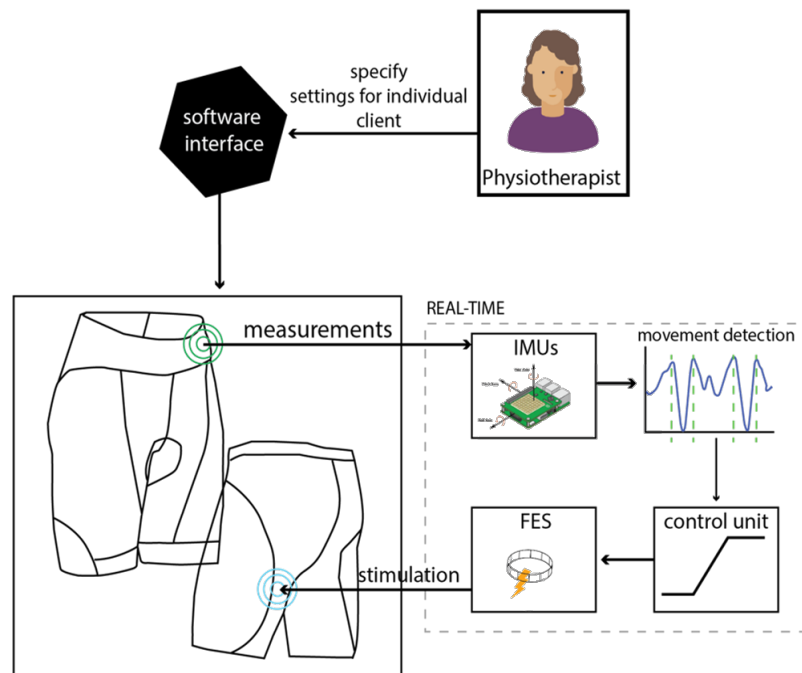 specify
settings for individual
client
software
interface
Physiotherapist
measurements
REAL-TIME
IMUs
movement detection
FES
control unit
stimulation